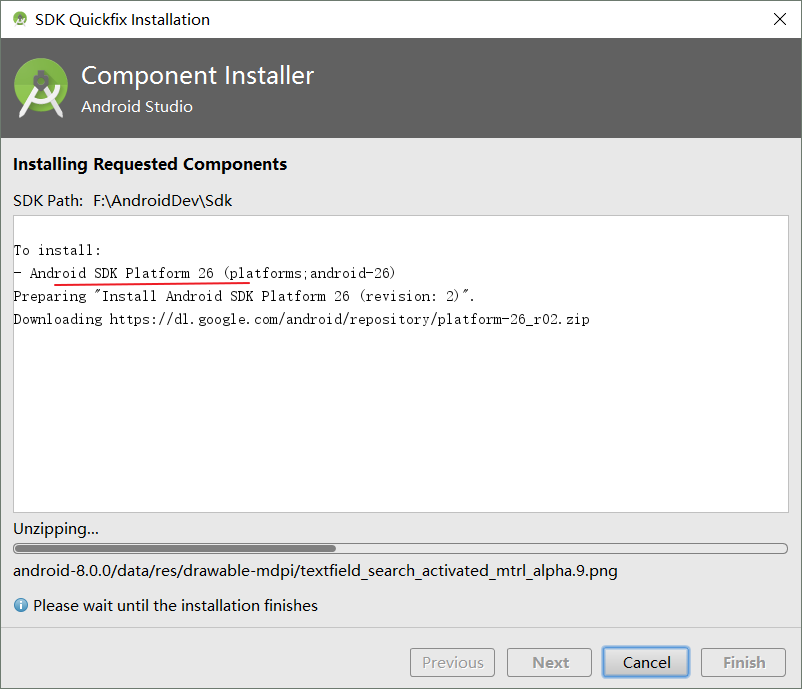 SDK Quickfix Installation
Component Installer
Android Studio
Installing Requested Components
SDK Path: F:\AndroidDev\Sdk
To install:
- Android SDK Platform 26 (platforms;android-26)
Preparing "Install Android SDK Platform 26 (revision: 2)".
Downloading https://dl.google.com/android/repository/platform-26_r02.zip
Unzipping...
android-8.0.0/data/res/drawable-mdpi/textfield_search_activated_mtrl_alpha.9.png
Please wait until the installation finishes
Previous Next Cancel Finish